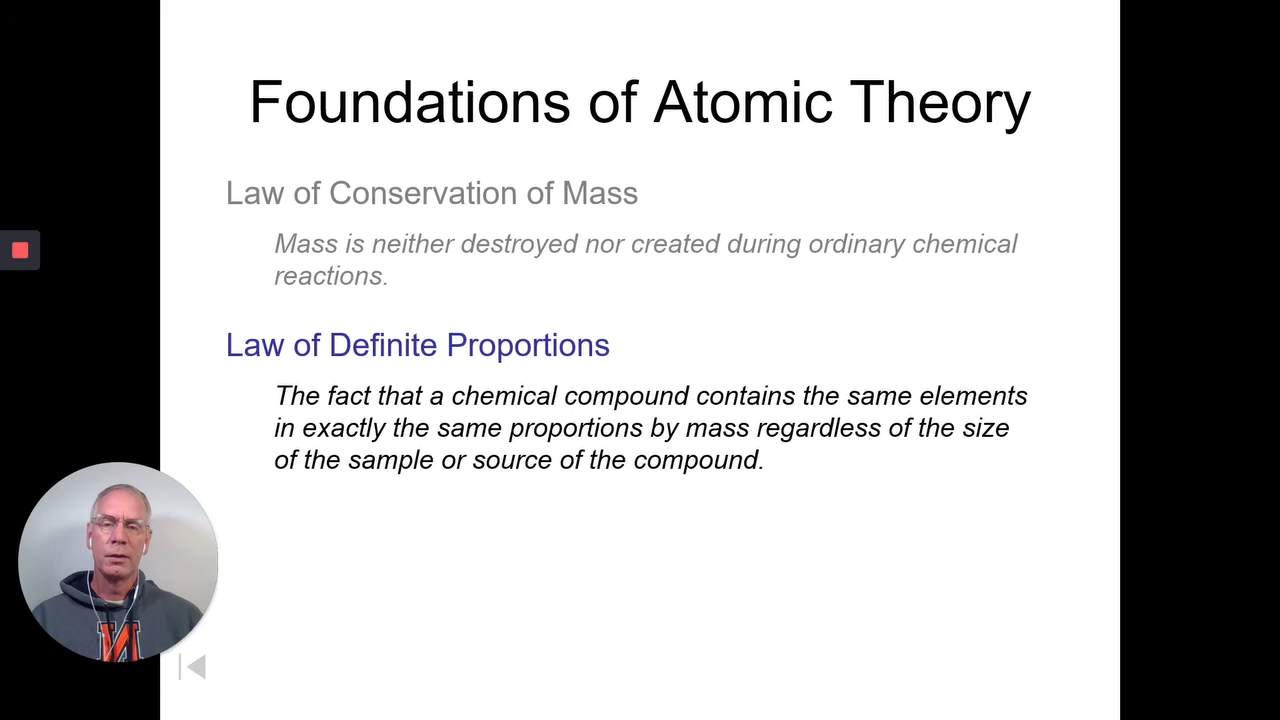 Foundations of Atomic Theory
Law of Conservation of Mass
Mass is neither destroyed nor created during ordinary chemical
reactions.
Law of Definite Proportions
The fact that a chemical compound contains the same elements
in exactly the same proportions by mass regardless of the size
of the sample or source of the compound.
N